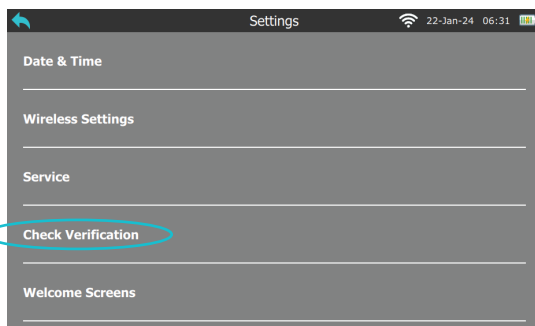 Settings 22-Jan-24 06:31
Date & Time
Wireless Settings
Service
Check Verification
Welcome Screens